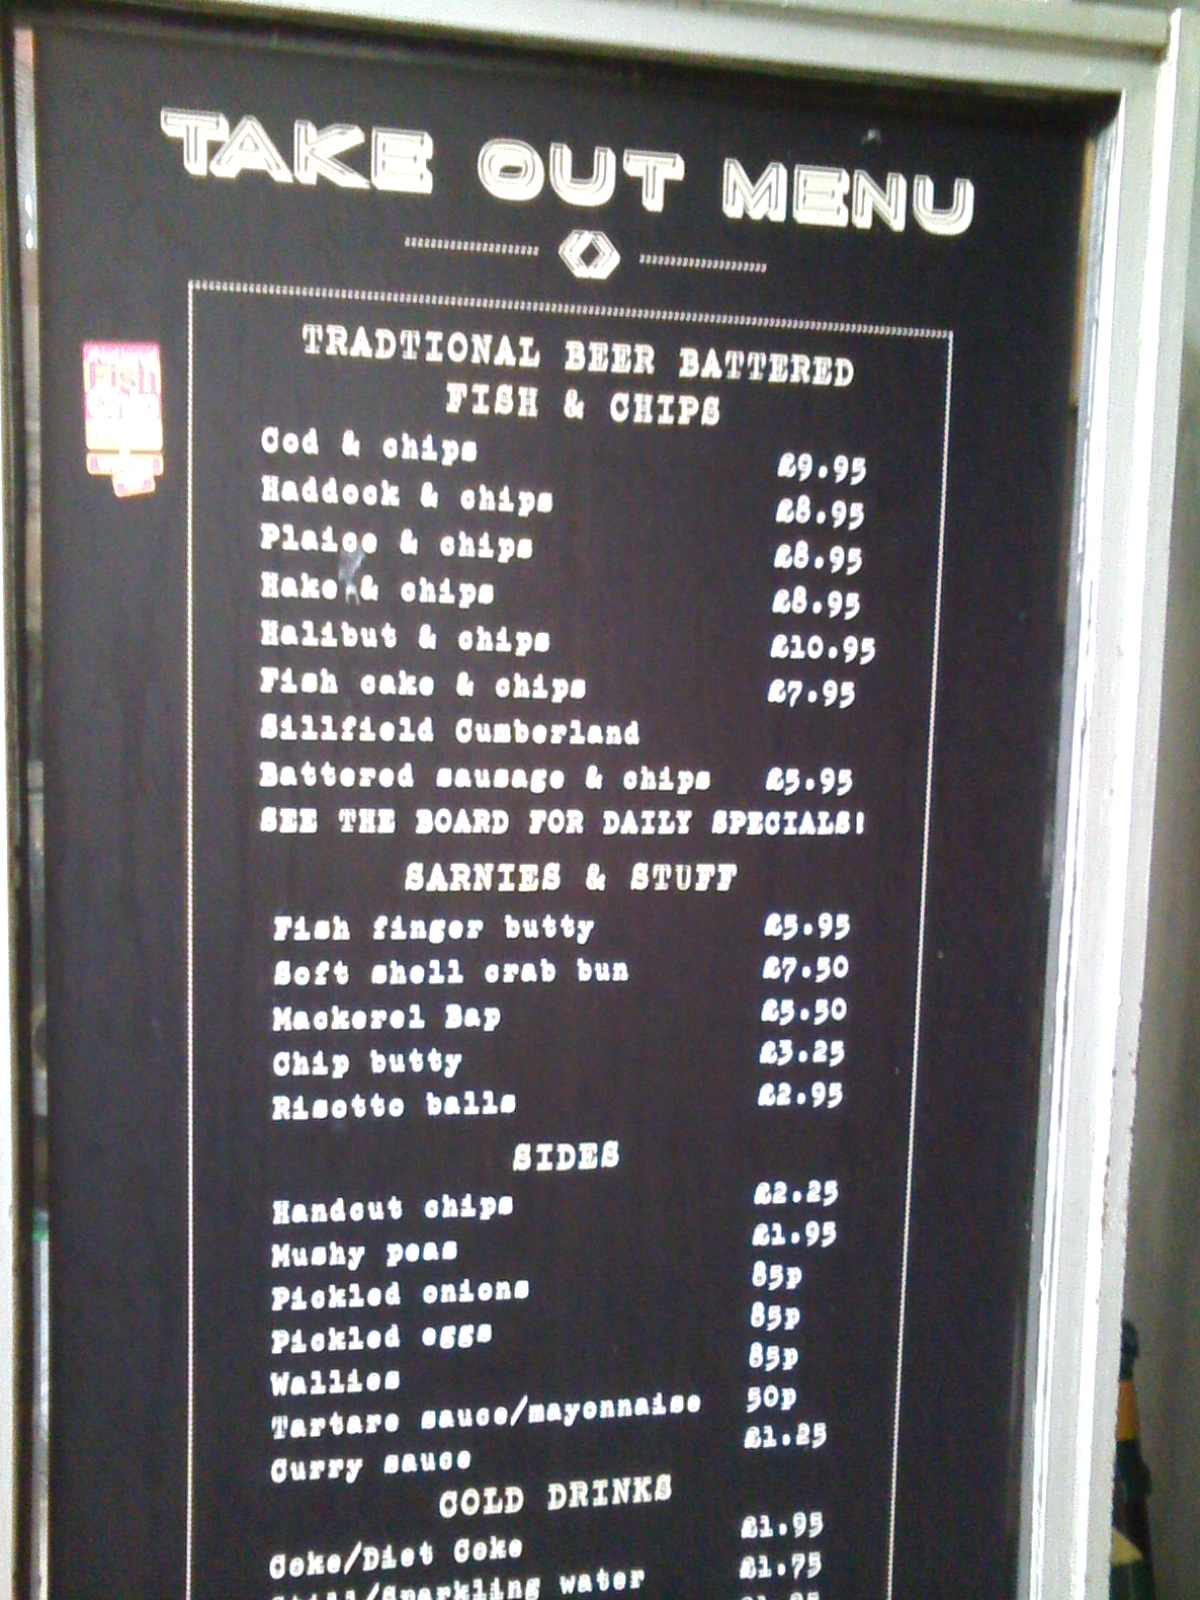 TAKE OUT MENU
TRADTIONAL BEER BATTERED
FISH & CHIPS
Cod & chips £9.95
Haddock & chips £8.95
Plaice & chips £8.95
Hake & chips £8.95
Halibut & chips £10.95
Fish cake & chips £7.95
Sillfield Cumberland
Battered sausage & chips £5.95
SEE THE BOARD FOR DAILY SPECIALS!
SARNIES & STUFF
Fish finger butty £5.95
Soft shell crab bun £7.50
Mackerel Bap £5.50
Chip butty £3.25
Risotto balls £2.95
SIDES
Handcut chips £2.25
Mushy peas £1.95
Pickled onions 85p
Pickled eggs 85p
Wallies 85p
Tartare sauce/mayonnaise 50p
Curry sauce £1.25
COLD DRINKS
Coke/Diet Coke £1.95
Still/Sparkling water £1.75
Fish